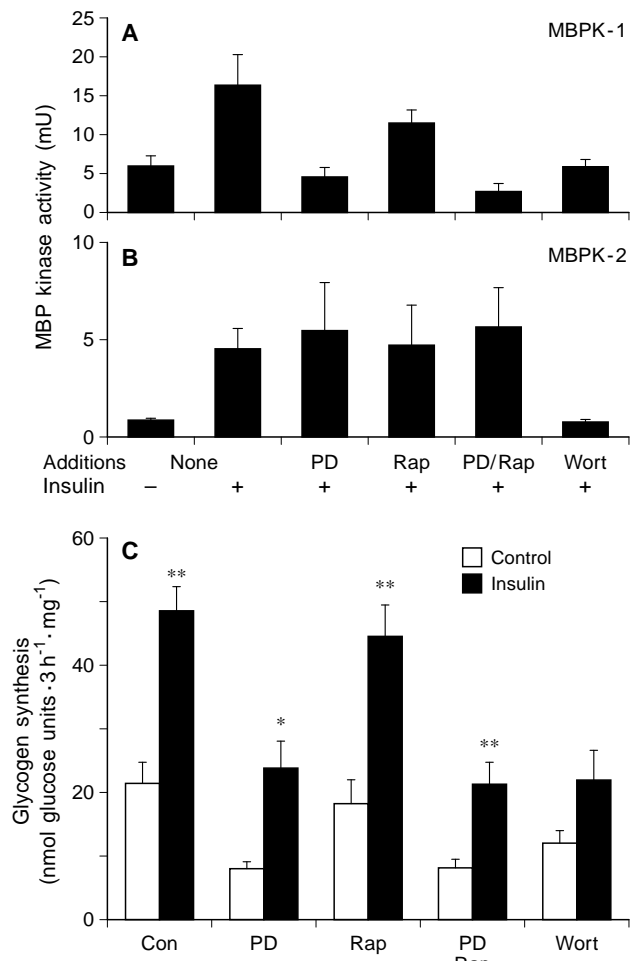 A
MBPK-1
25
20
15
10
5
0
MBP kinase activity (mU)
B
MBPK-2
10
5
0
Additions None PD Rap PD/Rap Wort
Insulin – + + + + +
C
Control
Insulin
60
40
20
0
Glycogen synthesis
(nmol glucose units·3 h⁻¹·mg⁻¹)
** * ** **
Con PD Rap PD Wort